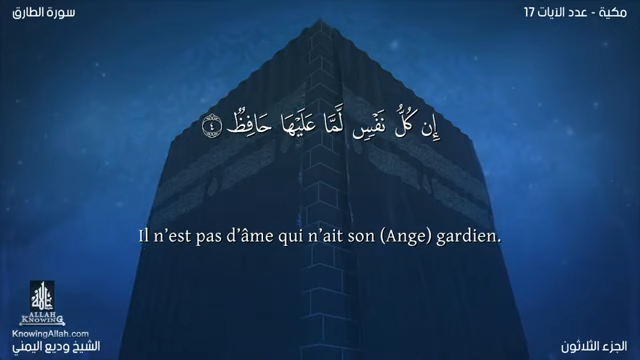 سورة الطارق
مكية - عدد الآيات 17
إِن كُلُّ نَفْسٍ لَّمَّا عَلَيْهَا حَافِظٌ ٤
Il n’est pas d’âme qui n’ait son (Ange) gardien.
ALLAH
KNOWING
KnowingAllah.com
الشيخ وديع اليمني
الجزء الثلاثون